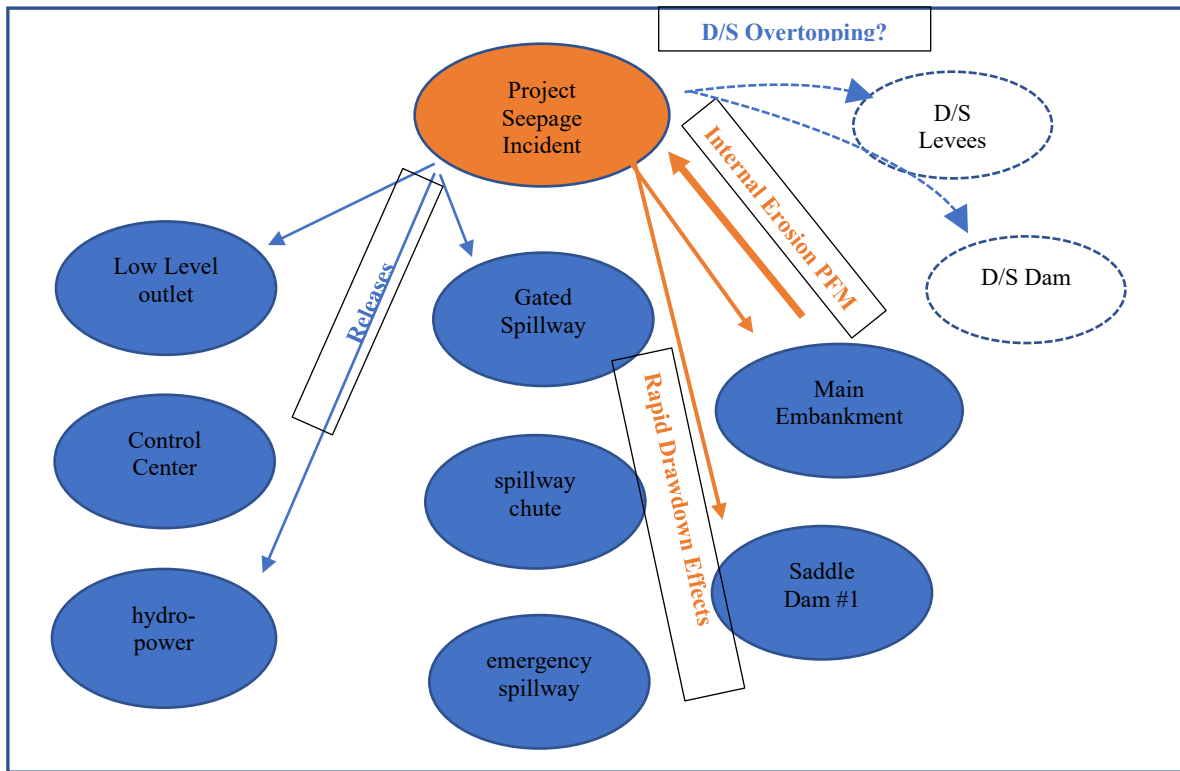 D/S Overtopping?
Project
Seepage
Incident
D/S
Levees
Internal Erosion PFM
Low Level
outlet
Releases
Gated
Spillway
D/S Dam
Main
Embankment
Control
Center
spillway
chute
Rapid Drawdown Effects
Saddle
Dam #1
hydro-
power
emergency
spillway